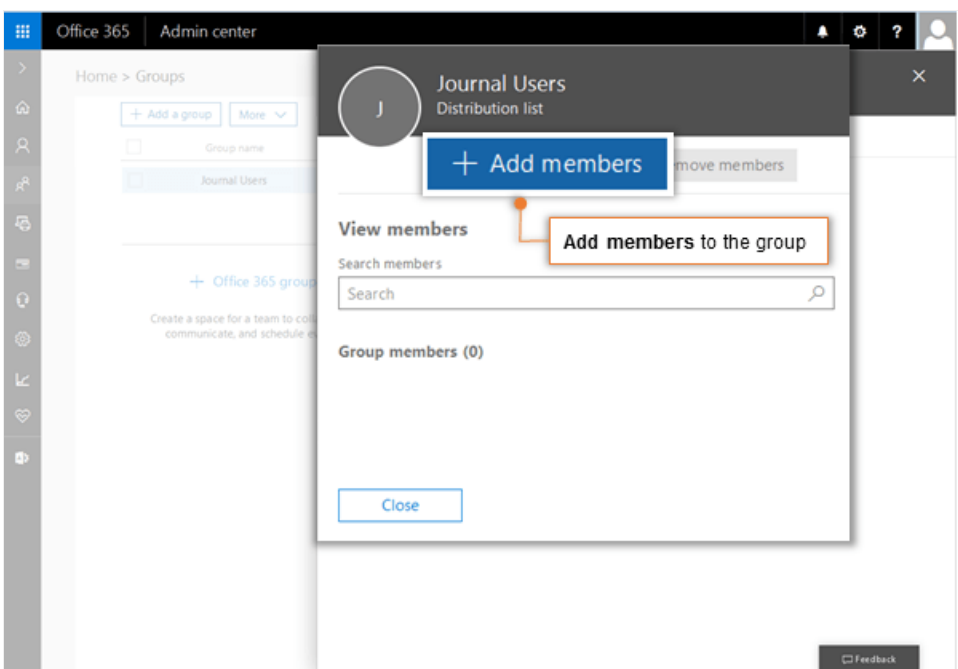 Office 365 Admin center ?
Home > Groups
+ Add a group More
Group name
Journal Users
+ Office 365 group
Create a space for a team to
communicate, and schedule
J
Journal Users
Distribution list
+ Add members
move members
Add members to the group
View members
Search members
Search
Group members (0)
Close
Feedback